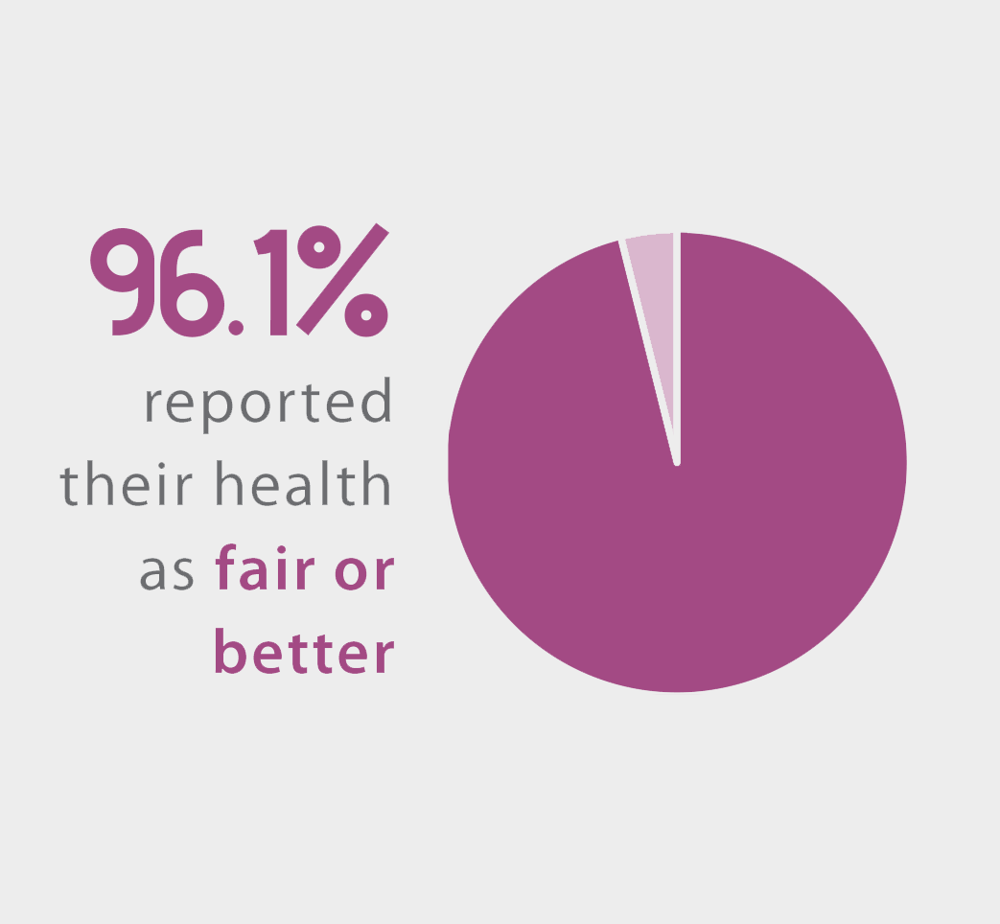 96.1%
reported
their health
as fair or
better